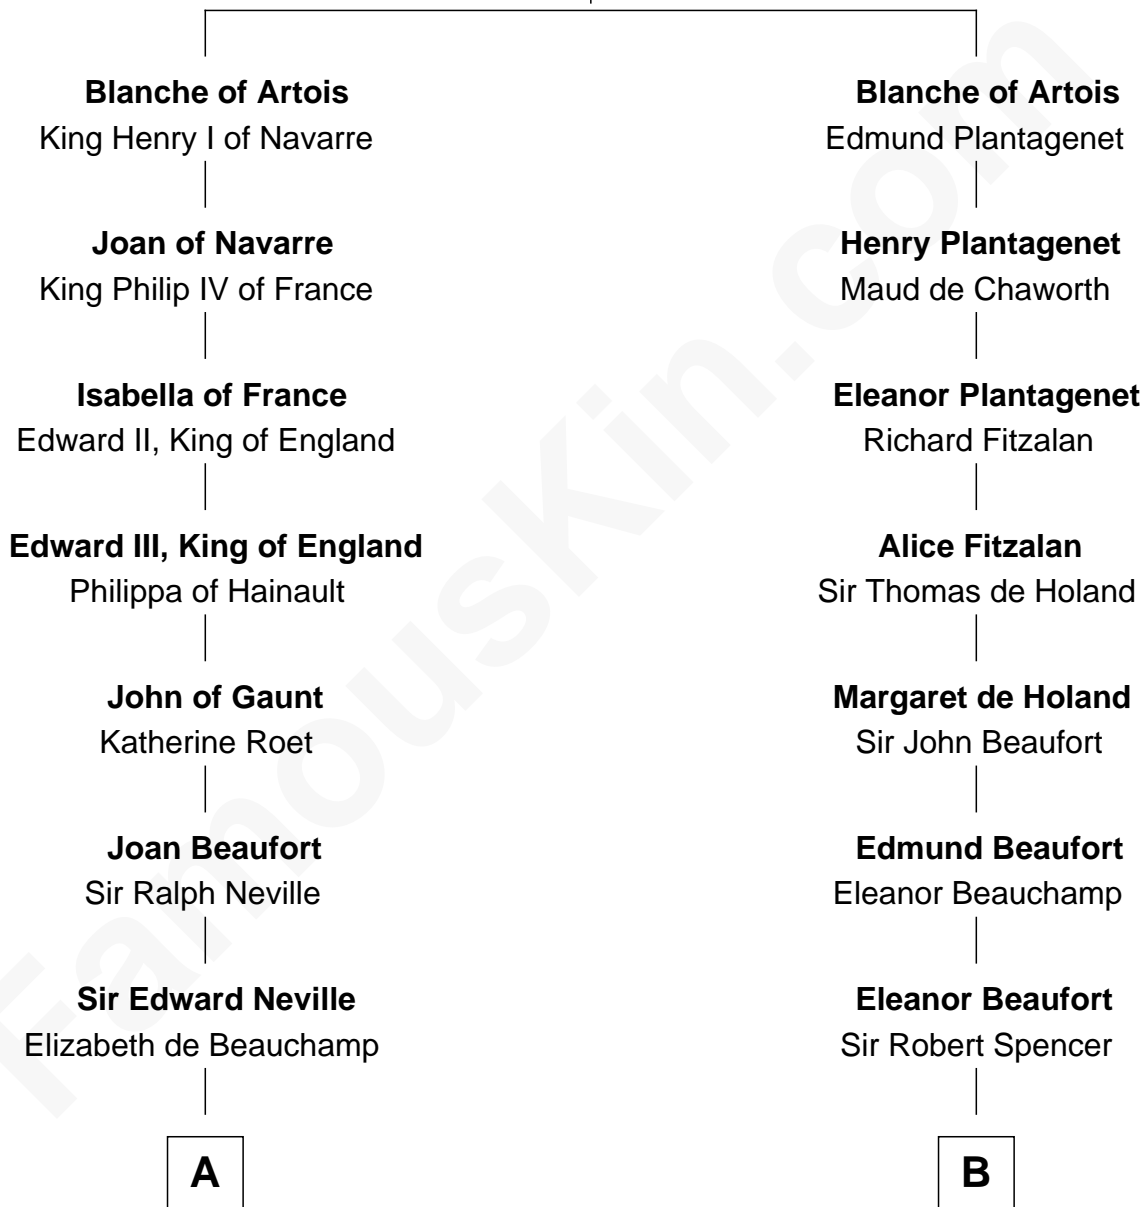 Blanche of Artois
King Henry I of Navarre
Joan of Navarre
King Philip IV of France
Isabella of France
Edward II, King of England
Edward III, King of England
Philippa of Hainault
John of Gaunt
Katherine Roet
Joan Beaufort
Sir Ralph Neville
Sir Edward Neville
Elizabeth de Beauchamp
A
Blanche of Artois
Edmund Plantagenet
Henry Plantagenet
Maud de Chaworth
Eleanor Plantagenet
Richard Fitzalan
Alice Fitzalan
Sir Thomas de Holand
Margaret de Holand
Sir John Beaufort
Edmund Beaufort
Eleanor Beauchamp
Eleanor Beaufort
Sir Robert Spencer
B
FamousKin.com